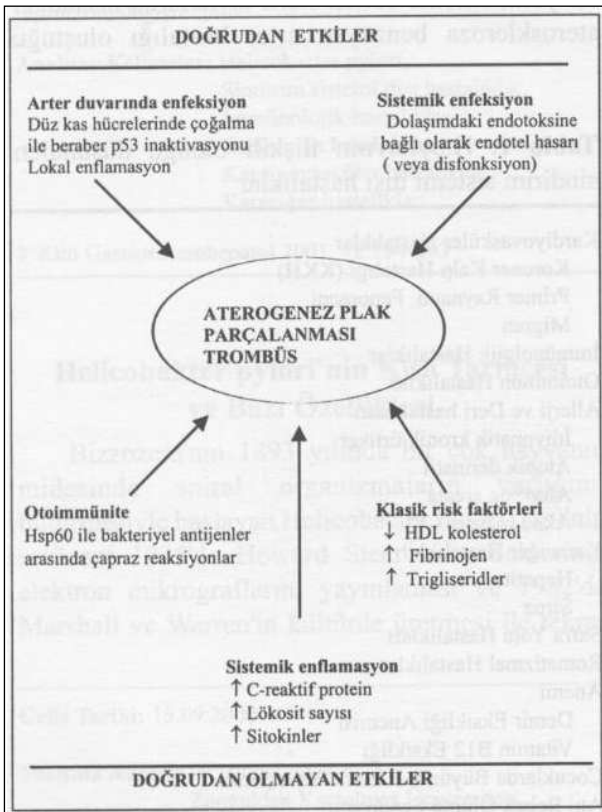 DOĞRUDAN ETKİLER
Arter duvarında enfeksiyon
Düz kas hücrelerinde çoğalma
ile beraber p53 inaktivasyonu
Lokal enflamasyon
Sistemik enfeksiyon
Dolaşımdaki endotoksine
bağlı olarak endotel hasarı
( veya disfonksiyon)
ATEROGENEZ PLAK
PARÇALANMASI
TROMBÜS
Otoimmünite
Hsp60 ile bakteriyel antijenler
arasında çapraz reaksiyonlar
Klasik risk faktörleri
↓ HDL kolesterol
↑ Fibrinojen
↑ Trigliseridler
Sistemik enflamasyon
↑ C-reaktif protein
↑ Lökosit sayısı
↑ Sitokinler
DOĞRUDAN OLMAYAN ETKİLER